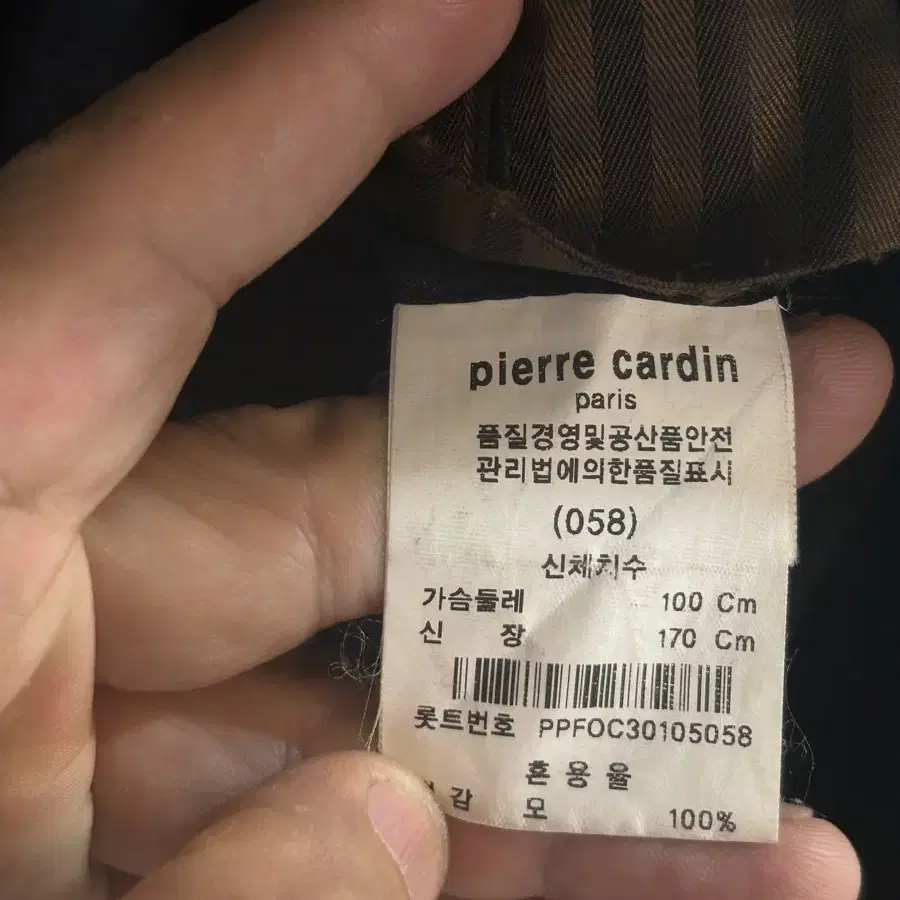 pierre cardin
paris
품질경영및공산품안전
관리법에의한품질표시
(058)
신체치수
가슴둘레 100 Cm
신 장 170 Cm
롯트번호 PPFOC30105058
혼 용 율
감 모 100%